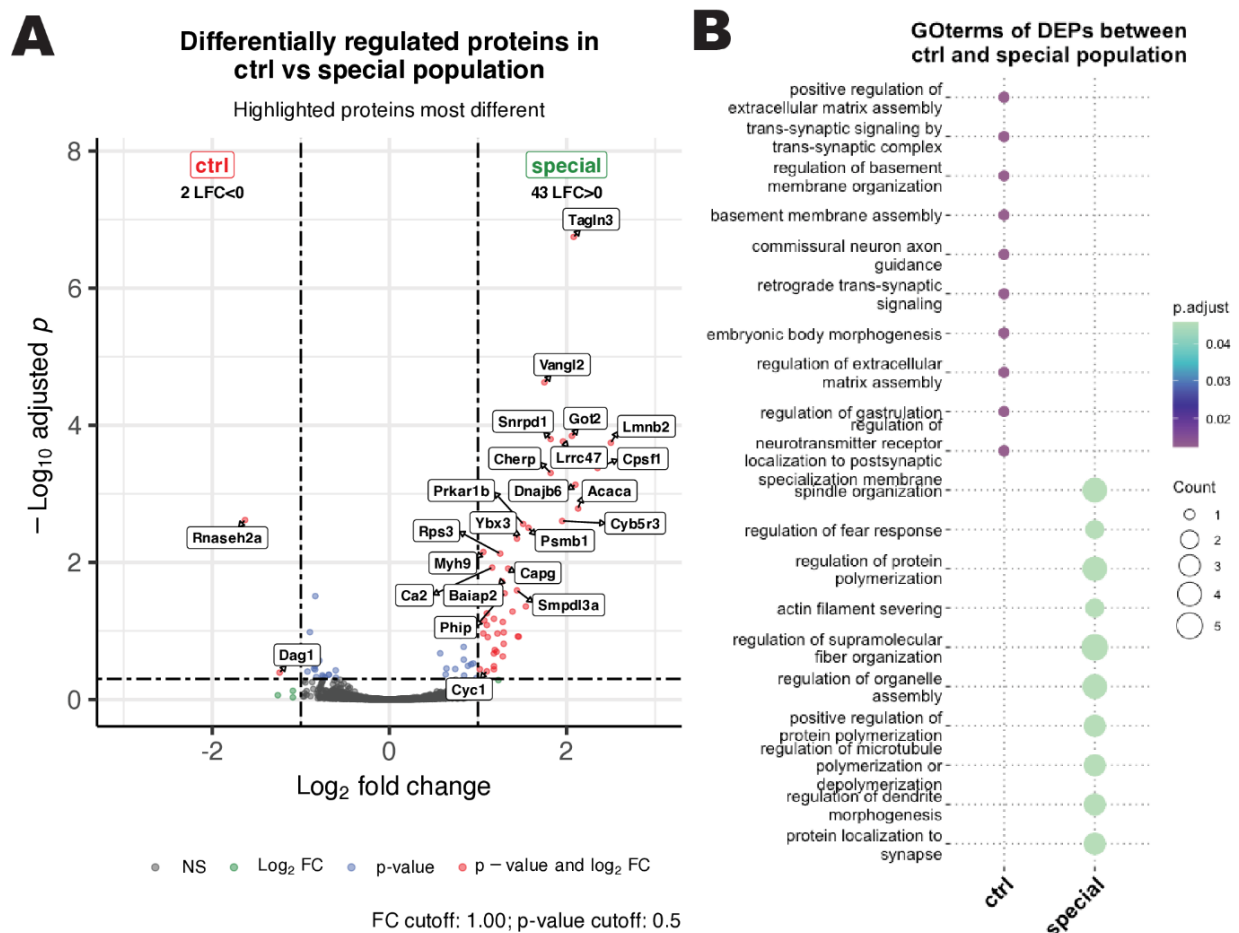 A
Differentially regulated proteins in
ctrl vs special population
Highlighted proteins most different
ctrl
2 LFC<0
special
43 LFC>0
Tagln3
Vangl2
Snrpd1
Got2
Lmnb2
Cherp
Lrrc47
Cpsf1
Prkar1b
Dnajb6
Acaca
Rps3
Ybx3
Cyb5r3
Psmb1
Rnaseh2a
Myh9
Capg
Ca2
Baiap2
Smpdl3a
Phip
Dag1
Cyc1
8
6
4
2
0
-2
0
2
− Log10 adjusted p
Log2 fold change
NS
Log2 FC
p-value
p − value and log2 FC
FC cutoff: 1.00; p-value cutoff: 0.5
B
GOterms of DEPs between
ctrl and special population
positive regulation of
extracellular matrix assembly
trans-synaptic signaling by
trans-synaptic complex
regulation of basement
membrane organization
basement membrane assembly
commissural neuron axon
guidance
retrograde trans-synaptic
signaling
embryonic body morphogenesis
regulation of extracellular
matrix assembly
regulation of gastrulation
regulation of
neurotransmitter receptor
localization to postsynaptic
specialization membrane
spindle organization
regulation of fear response
regulation of protein
polymerization
actin filament severing
regulation of supramolecular
fiber organization
regulation of organelle
assembly
positive regulation of
protein polymerization
regulation of microtubule
polymerization or
depolymerization
regulation of dendrite
morphogenesis
protein localization to
synapse
ctrl
special
p.adjust
0.04
0.03
0.02
Count
1
2
3
4
5